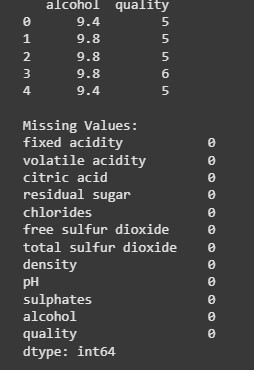 alcohol quality
0 9.4 5
1 9.8 5
2 9.8 5
3 9.8 6
4 9.4 5
Missing Values:
fixed acidity 0
volatile acidity 0
citric acid 0
residual sugar 0
chlorides 0
free sulfur dioxide 0
total sulfur dioxide 0
density 0
pH 0
sulphates 0
alcohol 0
quality 0
dtype: int64